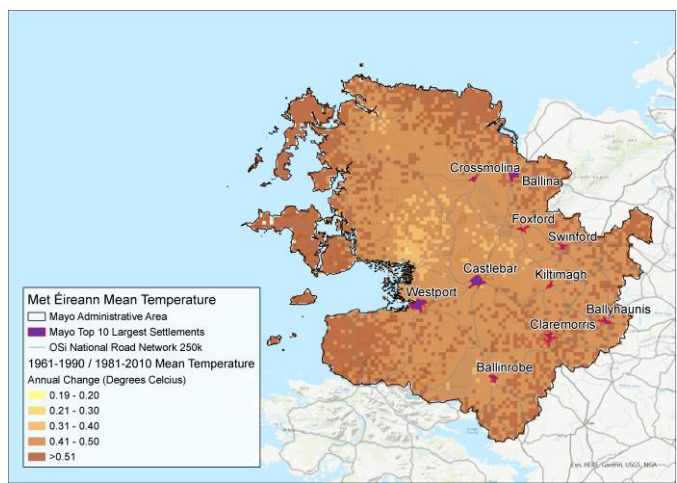 Crossmolina
Ballina
Foxford
Swinford
Castlebar
Kiltimagh
Westport
Ballyhaunis
Claremorris
Ballinrobe
Met Éireann Mean Temperature
Mayo Administrative Area
Mayo Top 10 Largest Settlements
OSi National Road Network 250k
1961-1990 / 1981-2010 Mean Temperature
Annual Change (Degrees Celcius)
0.19 - 0.20
0.21 - 0.30
0.31 - 0.40
0.41 - 0.50
>0.51
Esri, HERE, Garmin, USGS, NGA